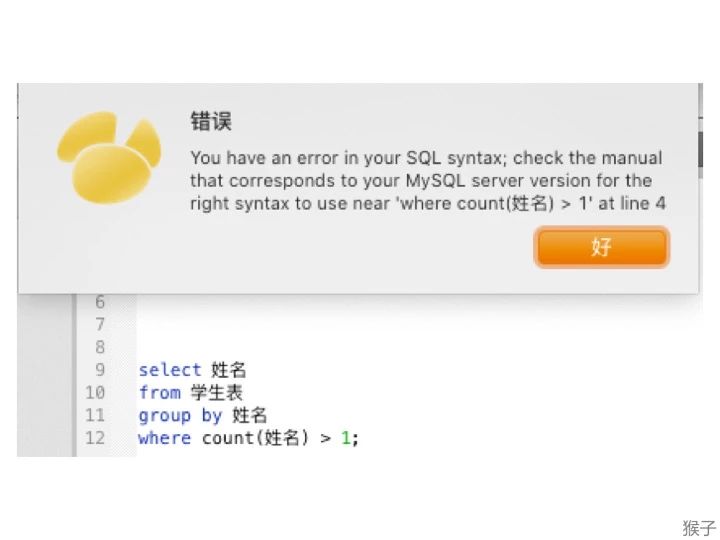 错误
You have an error in your SQL syntax; check the manual
that corresponds to your MySQL server version for the
right syntax to use near 'where count(姓名) > 1' at line 4
好
6
7
8
9 select 姓名
10 from 学生表
11 group by 姓名
12 where count(姓名) > 1;
猴子